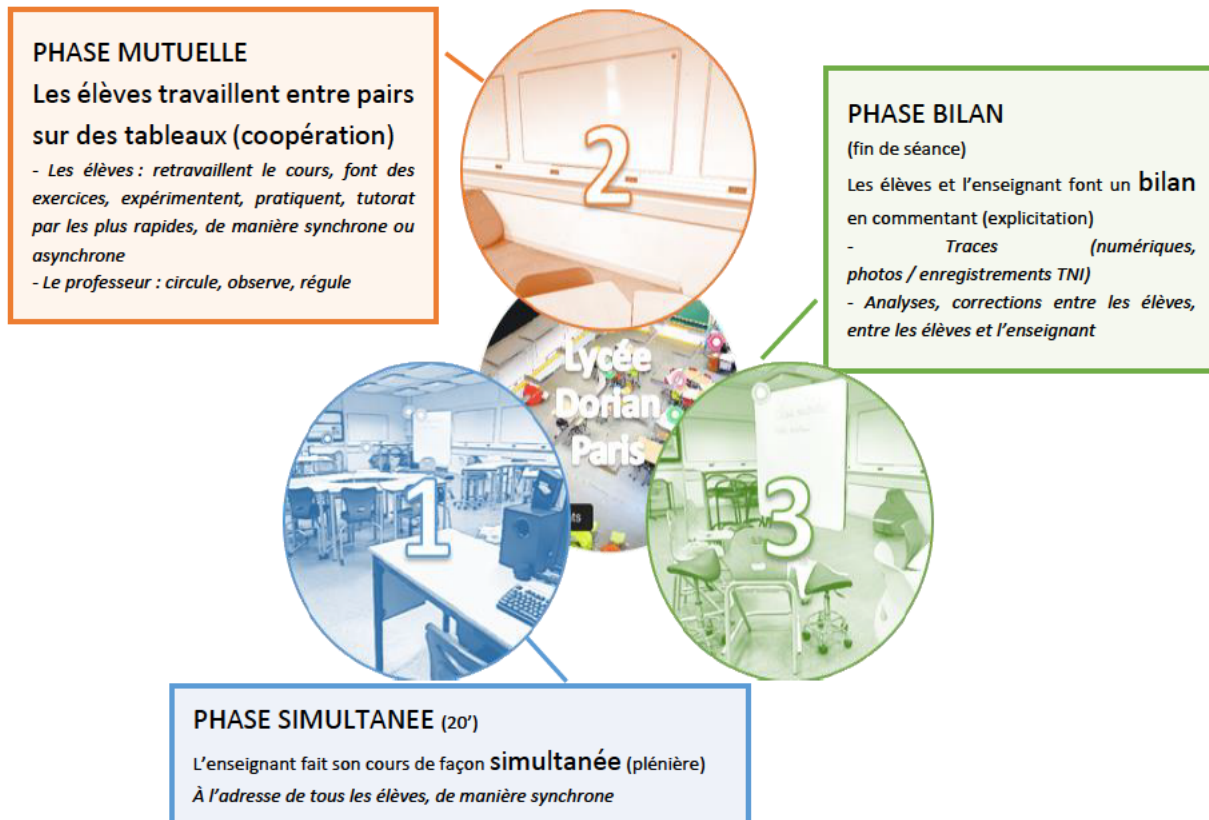 PHASE MUTUELLE
Les élèves travaillent entre pairs
sur des tableaux (coopération)
- Les élèves : retravaillent le cours, font des
exercices, expérimentent, pratiquent, tutorat
par les plus rapides, de manière synchrone ou
asynchrone
- Le professeur : circule, observe, régule
2
PHASE BILAN
(fin de séance)
Les élèves et l’enseignant font un bilan
en commentant (explicitation)
- Traces (numériques,
photos / enregistrements TNI)
- Analyses, corrections entre les élèves,
entre les élèves et l’enseignant
Lycée
Dorian
Paris
1
3
PHASE SIMULTANEE (20’)
L’enseignant fait son cours de façon simultanée (plénière)
À l’adresse de tous les élèves, de manière synchrone